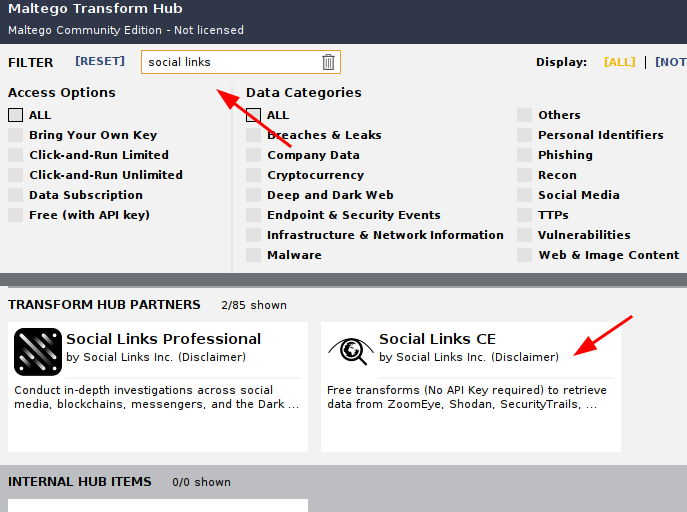 Maltego Transform Hub
Maltego Community Edition - Not licensed
FILTER [RESET] social links Display: [ALL] | [NOT
Access Options
ALL
Bring Your Own Key
Click-and-Run Limited
Click-and-Run Unlimited
Data Subscription
Free (with API key)
Data Categories
ALL
Breaches & Leaks
Company Data
Cryptocurrency
Deep and Dark Web
Endpoint & Security Events
Infrastructure & Network Information
Malware
Others
Personal Identifiers
Phishing
Recon
Social Media
TTPs
Vulnerabilities
Web & Image Content
TRANSFORM HUB PARTNERS 2/85 shown
Social Links Professional
by Social Links Inc. (Disclaimer)
Conduct in-depth investigations across social
media, blockchains, messengers, and the Dark ...
Social Links CE
by Social Links Inc. (Disclaimer)
Free transforms (No API Key required) to retrieve
data from ZoomEye, Shodan, SecurityTrails, ...
INTERNAL HUB ITEMS 0/0 shown